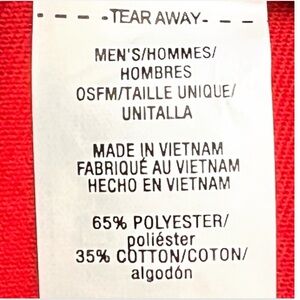 - - - -TEAR AWAY- - - -
MEN'S/HOMMES/
HOMBRES
OSFM/TAILLE UNIQUE/
UNITALLA
MADE IN VIETNAM
FABRIQUÉ AU VIETNAM
HECHO EN VIETNAM
65% POLYESTER/
poliéster
35% COTTON/COTON/
algodón